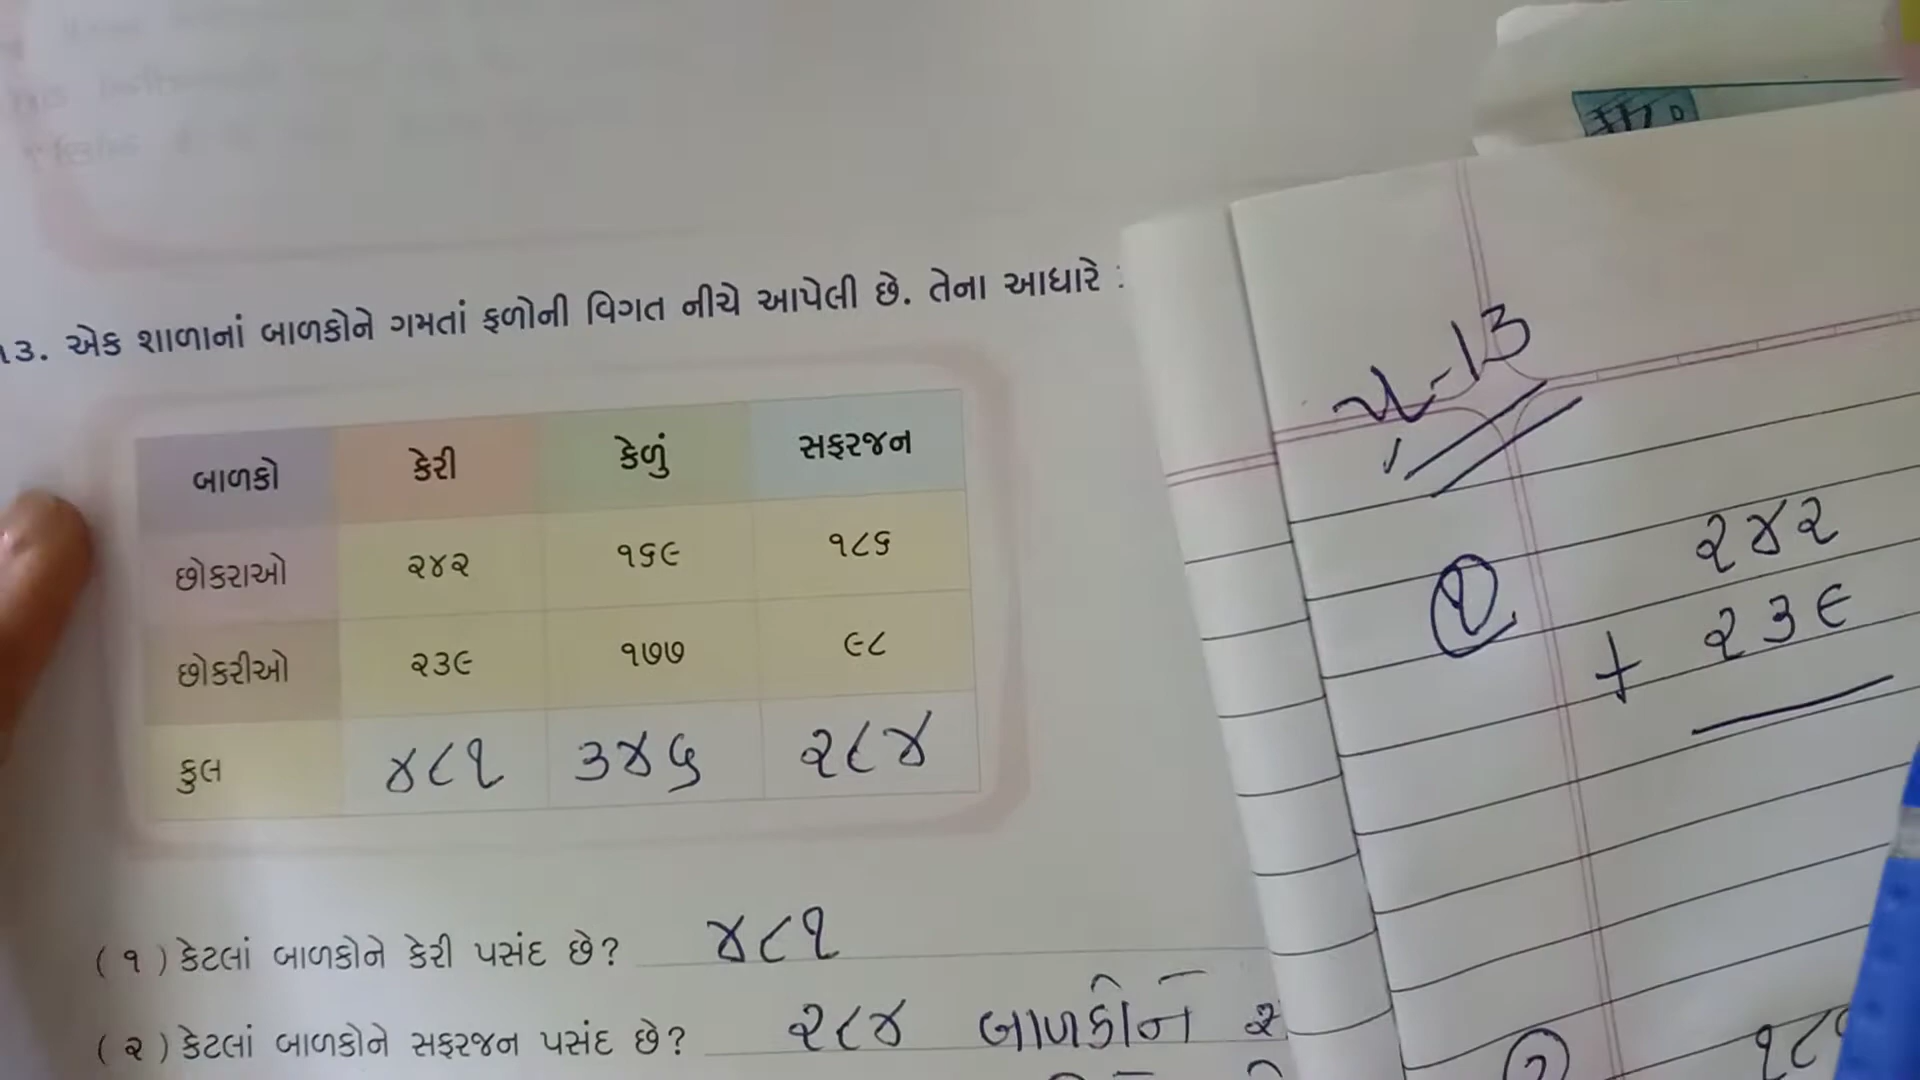 ૧૩. એક શાળાનાં બાળકોને ગમતાં ફળોની વિગત નીચે આપેલી છે. તેના આધારે :
બાળકો કેરી કેળું સફરજન
છોકરાઓ ૨૪૨ ૧૬૯ ૧૮૬
છોકરીઓ ૨૩૯ ૧૭૭ ૯૮
કુલ ૪૮૧ ૩૪૬ ૨૮૪
(૧) કેટલાં બાળકોને કેરી પસંદ છે? ૪૮૧
(૨) કેટલાં બાળકોને સફરજન પસંદ છે? ૨૮૪ બાળકોને
-13
૧
૨૪૨
+ ૨૩૯